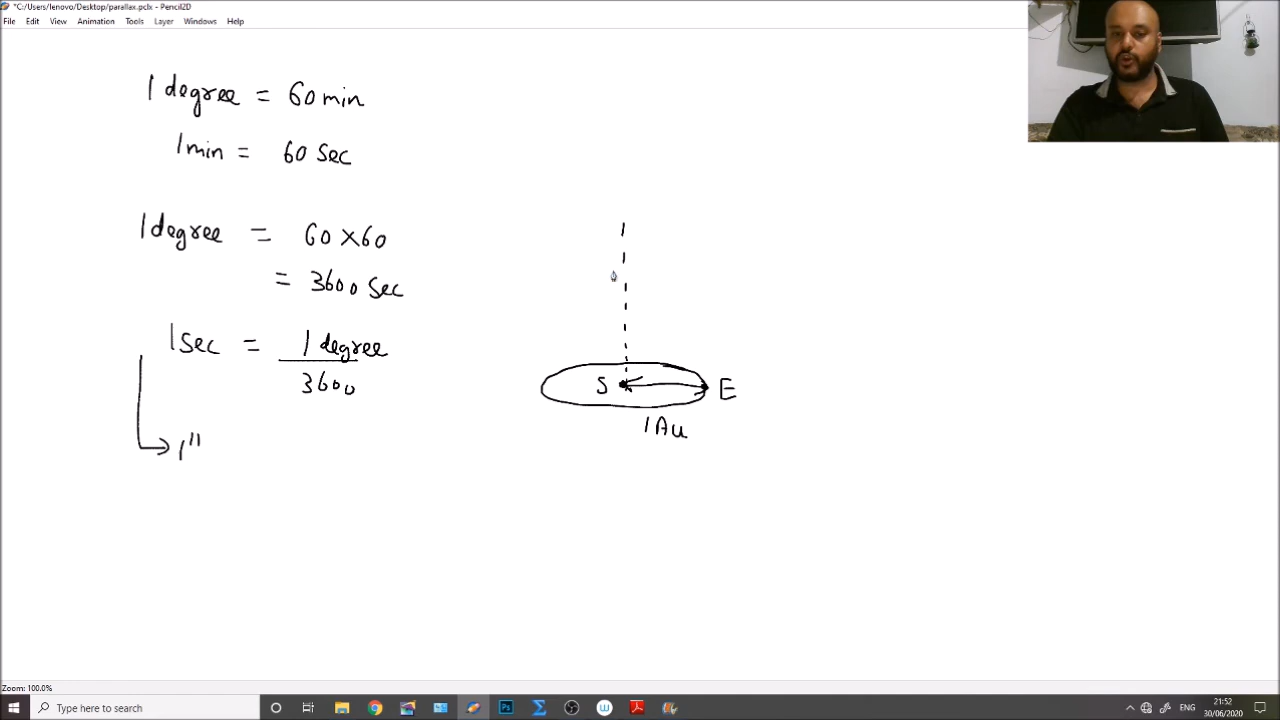 *C:/Users/lenovo/Desktop/parallax.pclx - Pencil2D
File Edit View Animation Tools Layer Windows Help
1 degree = 60 min
1 min = 60 Sec
1 degree = 60 × 60
= 3600 Sec
1 Sec = 1 degree
3600
1"
S E
1 Au
Zoom: 100.0%
Type here to search
ENG
21:52
30/06/2020
Ps
W